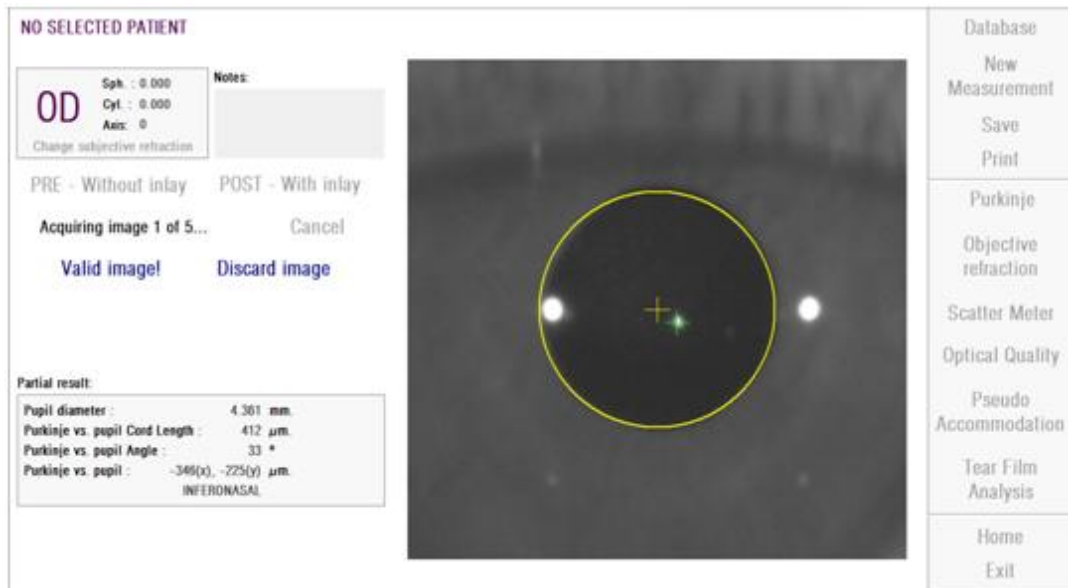 NO SELECTED PATIENT
OD
Sph. : 0.000
Cyl. : 0.000
Axis: 0
Change subjective refraction
Notes:
PRE - Without inlay POST - With inlay
Acquiring image 1 of 5... Cancel
Valid image! Discard image
Partial result:
Pupil diameter : 4.361 mm.
Purkinje vs. pupil Cord Length : 412 µm.
Purkinje vs. pupil Angle : 33 °
Purkinje vs. pupil : -346(x), -225(y) µm.
INFERONASAL
Database
New
Measurement
Save
Print
Purkinje
Objective
refraction
Scatter Meter
Optical Quality
Pseudo
Accommodation
Tear Film
Analysis
Home
Exit